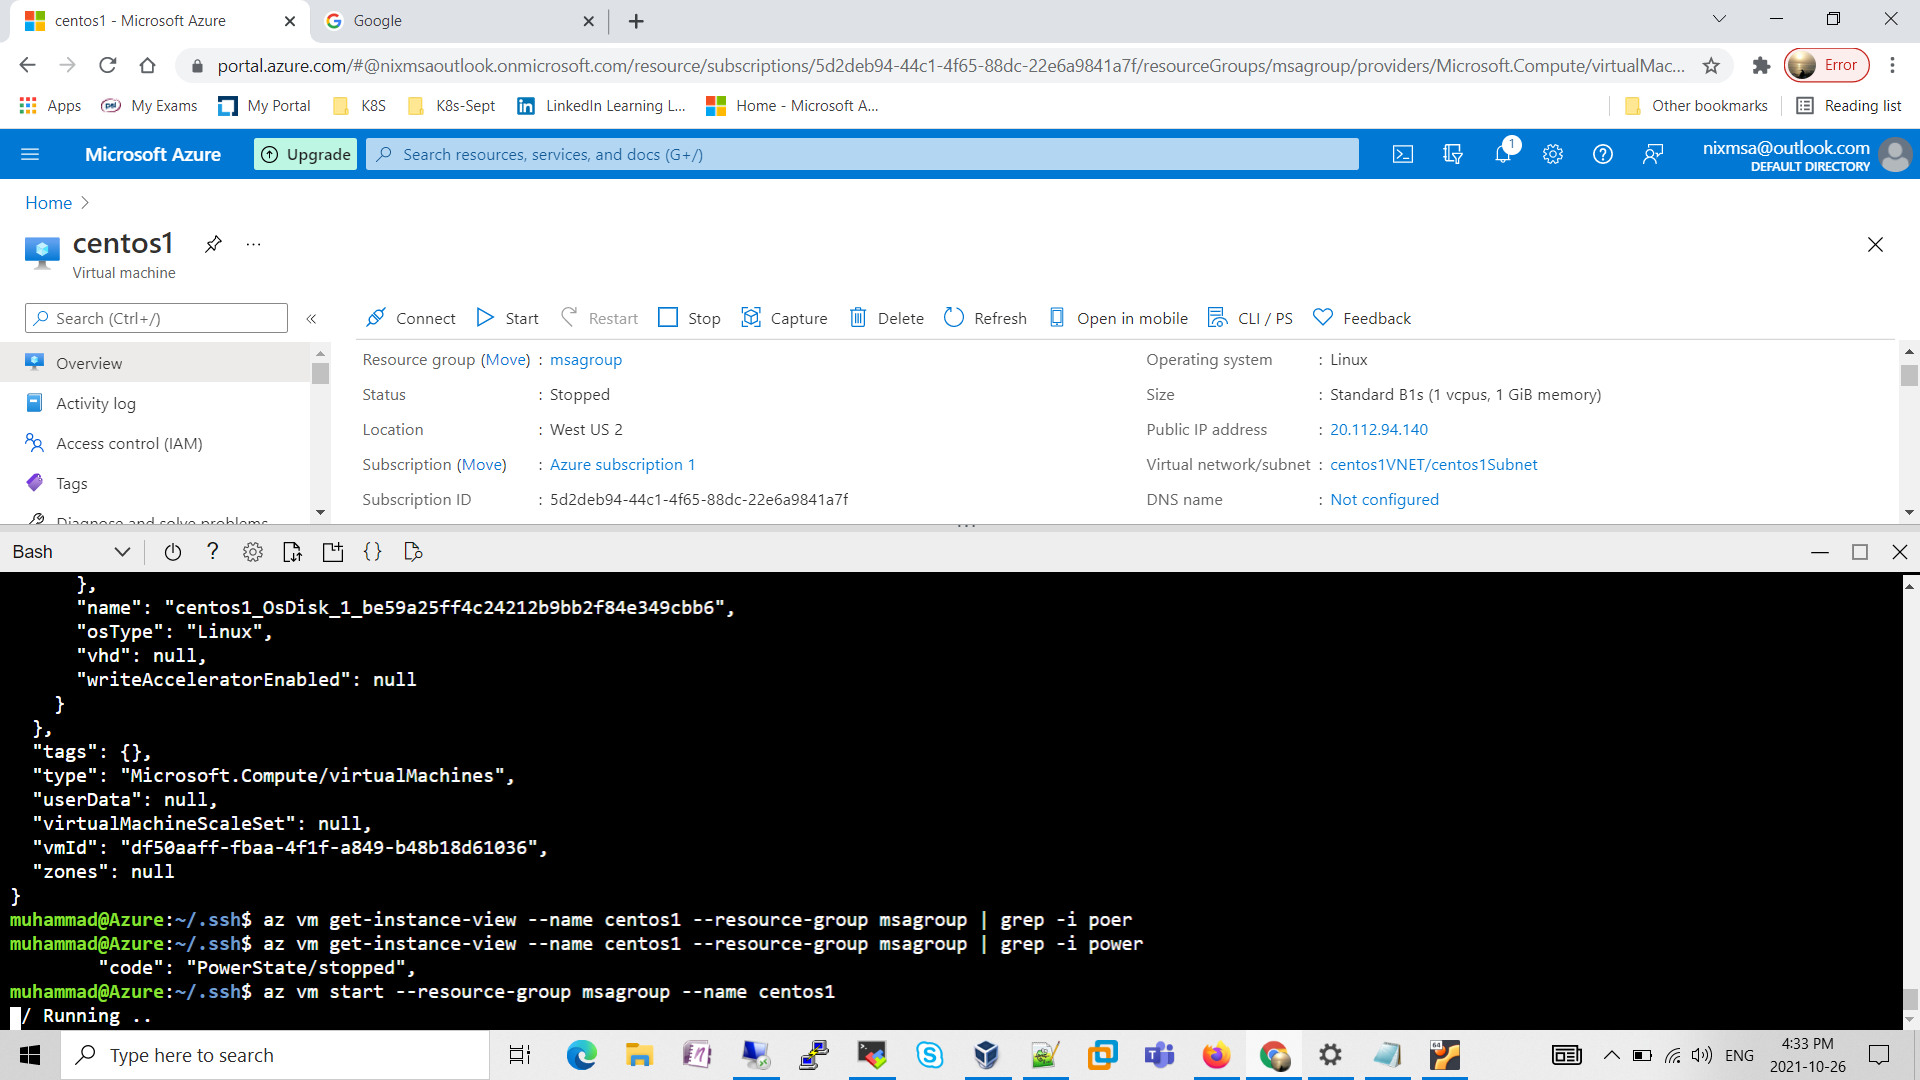 centos1 - Microsoft Azure
Google
portal.azure.com/#@nixmsaoutlook.onmicrosoft.com/resource/subscriptions/5d2deb94-44c1-4f65-88dc-22e6a9841a7f/resourceGroups/msagroup/providers/Microsoft.Compute/virtualMac...
Error
Apps
psi
My Exams
My Portal
K8S
K8s-Sept
LinkedIn Learning L...
Home - Microsoft A...
Other bookmarks
Reading list
Microsoft Azure
Upgrade
Search resources, services, and docs (G+/)
1
nixmsa@outlook.com
DEFAULT DIRECTORY
Home
centos1
...
Virtual machine
Search (Ctrl+/)
«
Connect
Start
Restart
Stop
Capture
Delete
Refresh
Open in mobile
CLI / PS
Feedback
Overview
Activity log
Access control (IAM)
Tags
Diagnose and solve problems
Resource group (Move) : msagroup
Status : Stopped
Location : West US 2
Subscription (Move) : Azure subscription 1
Subscription ID : 5d2deb94-44c1-4f65-88dc-22e6a9841a7f
Operating system : Linux
Size : Standard B1s (1 vcpus, 1 GiB memory)
Public IP address : 20.112.94.140
Virtual network/subnet : centos1VNET/centos1Subnet
DNS name : Not configured
Bash
?
{ }
},
"name": "centos1_OsDisk_1_be59a25ff4c24212b9bb2f84e349cbb6",
"osType": "Linux",
"vhd": null,
"writeAcceleratorEnabled": null
}
},
"tags": {},
"type": "Microsoft.Compute/virtualMachines",
"userData": null,
"virtualMachineScaleSet": null,
"vmId": "df50aaff-fbaa-4f1f-a849-b48b18d61036",
"zones": null
}
muhammad@Azure:~/.ssh$ az vm get-instance-view --name centos1 --resource-group msagroup | grep -i poer
muhammad@Azure:~/.ssh$ az vm get-instance-view --name centos1 --resource-group msagroup | grep -i power
"code": "PowerState/stopped",
muhammad@Azure:~/.ssh$ az vm start --resource-group msagroup --name centos1
/ Running ..
Type here to search
64
ENG
4:33 PM
2021-10-26